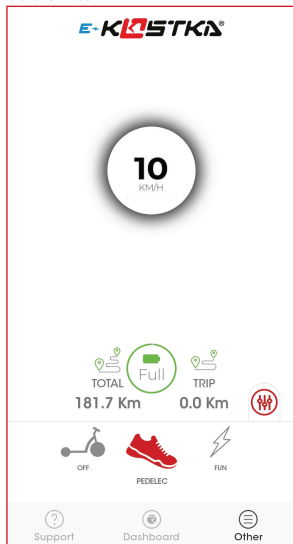 E-KOSTKA®
10
KM/H
Full
TOTAL
TRIP
181.7 Km
0.0 Km
OFF
PEDELEC
FUN
Support
Dashboard
Other